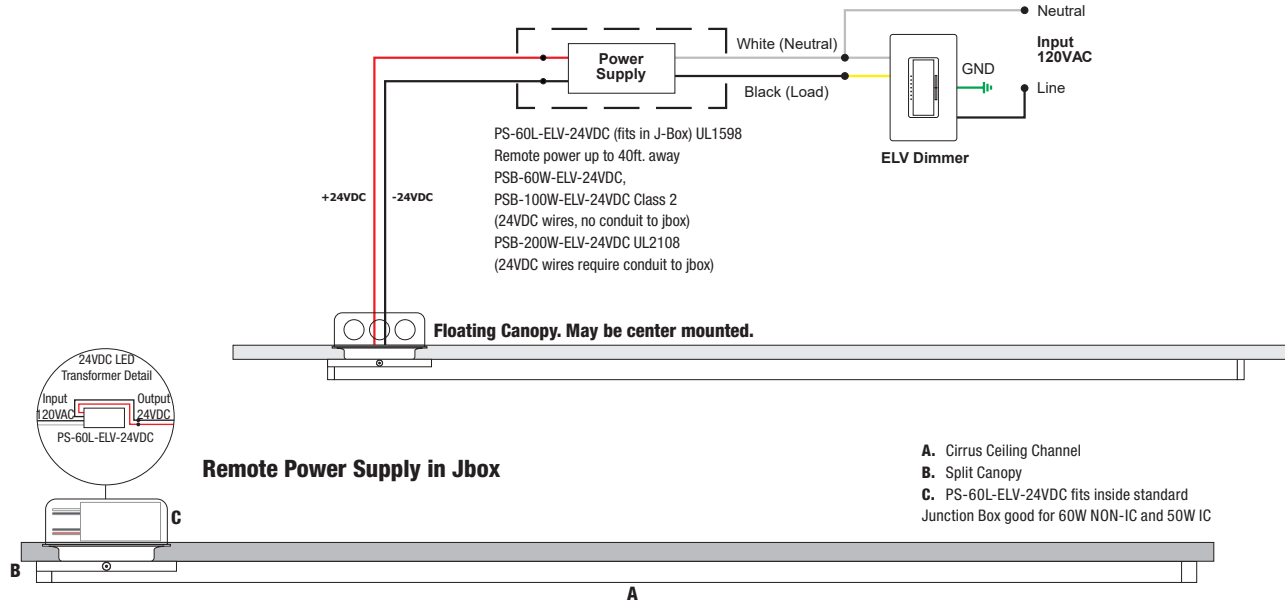 Neutral
Input
120VAC
Line
White (Neutral)
Power
Supply
GND
Black (Load)
ELV Dimmer
PS-60L-ELV-24VDC (fits in J-Box) UL1598
Remote power up to 40ft. away
PSB-60W-ELV-24VDC,
PSB-100W-ELV-24VDC Class 2
(24VDC wires, no conduit to jbox)
PSB-200W-ELV-24VDC UL2108
(24VDC wires require conduit to jbox)
+24VDC
-24VDC
Floating Canopy. May be center mounted.
24VDC LED
Transformer Detail
Input
Output
120VAC
24VDC
PS-60L-ELV-24VDC
Remote Power Supply in Jbox
A. Cirrus Ceiling Channel
B. Split Canopy
C. PS-60L-ELV-24VDC fits inside standard
Junction Box good for 60W NON-IC and 50W IC
C
B
A